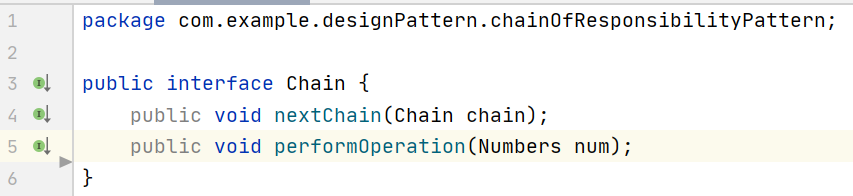 1 package com.example.designPattern.chainOfResponsibilityPattern;
2
3 public interface Chain {
4     public void nextChain(Chain chain);
5     public void performOperation(Numbers num);
6 }